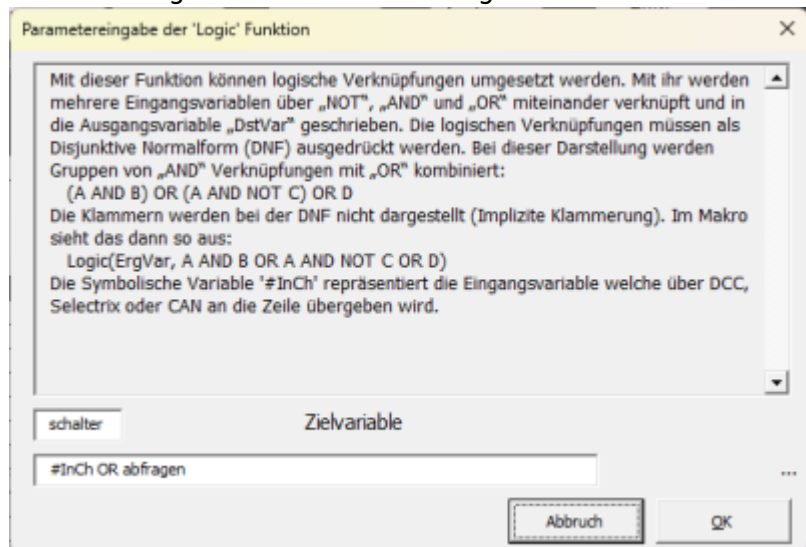 Parametereingabe der 'Logic' Funktion
Mit dieser Funktion können logische Verknüpfungen umgesetzt werden. Mit ihr werden
mehrere Eingangsvariablen über „NOT", „AND" und „OR" miteinander verknüpft und in
die Ausgangsvariable „DstVar" geschrieben. Die logischen Verknüpfungen müssen als
Disjunktive Normalform (DNF) ausgedrückt werden. Bei dieser Darstellung werden
Gruppen von „AND" Verknüpfungen mit „OR" kombiniert:
(A AND B) OR (A AND NOT C) OR D
Die Klammern werden bei der DNF nicht dargestellt (Implizite Klammerung). Im Makro
sieht das dann so aus:
Logic(ErgVar, A AND B OR A AND NOT C OR D)
Die Symbolische Variable '#InCh' repräsentiert die Eingangsvariable welche über DCC,
Selectrix oder CAN an die Zeile übergeben wird.
schalter Zielvariable
#InCh OR abfragen ...
Abbruch OK